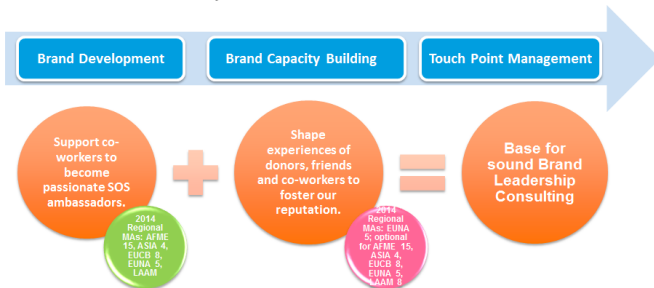 Brand Development
Brand Capacity Building
Touch Point Management
Support co-
workers to
become
passionate SOS
ambassadors.
Shape
experiences of
donors, friends
and co-workers to
foster our
reputation.
Base for
sound Brand
Leadership
Consulting
2014
Regional
MAs: AFME
15, ASIA 4,
EUCB 8,
EUNA 5,
LAAM
2014
Regional
MAs: EUNA
5; optional
for AFME 15,
ASIA 4,
EUCB 8,
EUNA 5,
LAAM 8